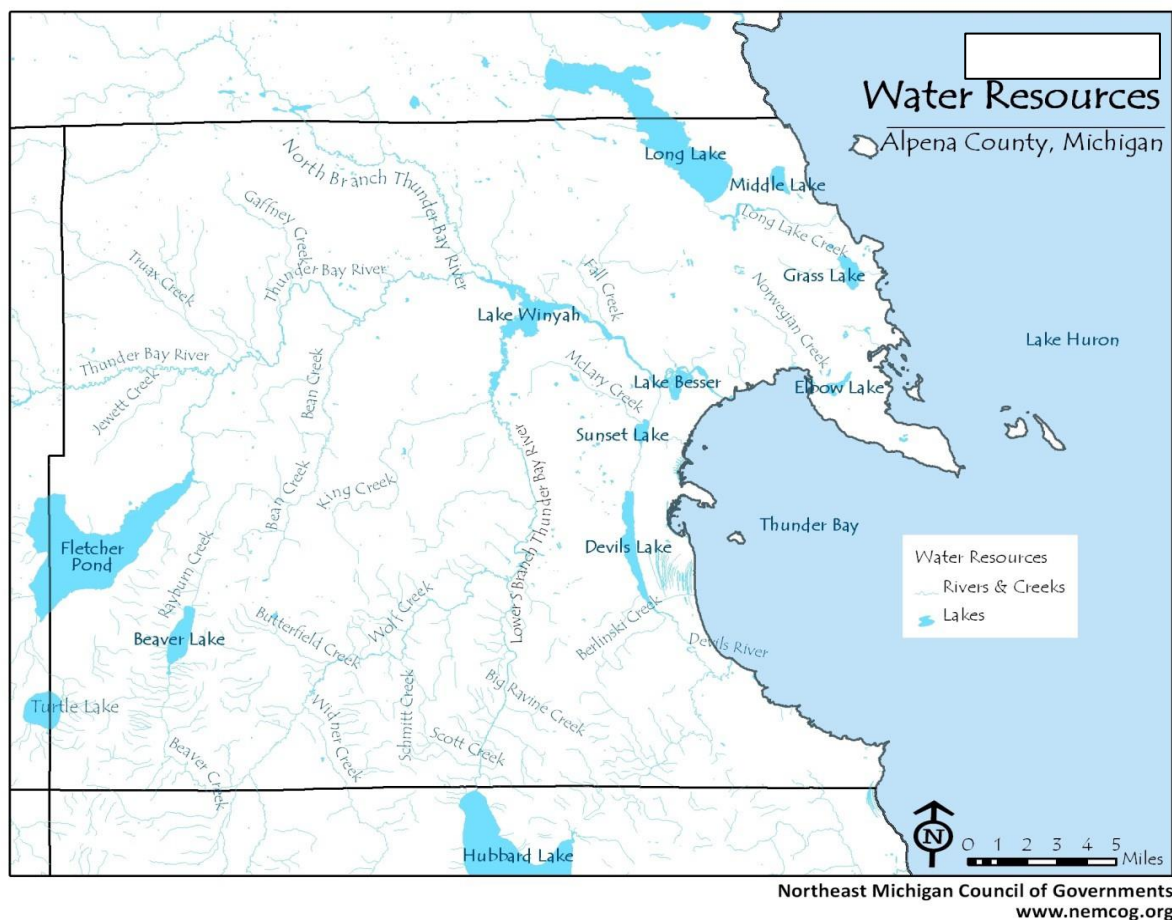 Water Resources
Alpena County, Michigan
Long Lake
Middle Lake
North Branch Thunder Bay River
Gaffney Creek
Long Lake Creek
Truax Creek
Thunder Bay River
Fall Creek
Grass Lake
Norwegian Creek
Lake Winyah
Lake Huron
Thunder Bay River
McLary Creek
Lake Besser
Elbow Lake
Jewett Creek
Bean Creek
Sunset Lake
Lower S Branch Thunder Bay River
King Creek
Bean Creek
Thunder Bay
Fletcher
Pond
Devils Lake
Water Resources
Rivers & Creeks
Lakes
Rayburn Creek
Wolf Creek
Butterfield Creek
Beaver Lake
Berlinski Creek
Devils River
Turtle Lake
Big Ravine Creek
Schmitt Creek
Widner Creek
Scott Creek
Beaver Creek
Hubbard Lake
N
0 1 2 3 4 5
Miles
Northeast Michigan Council of Governments
www.nemcog.org